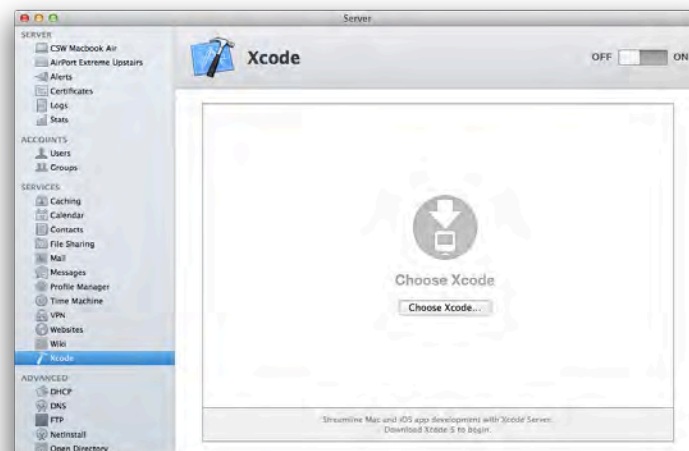 Server
SERVER
CSW Macbook Air
AirPort Extreme Upstairs
Alerts
Certificates
Logs
Stats
ACCOUNTS
Users
Groups
SERVICES
Caching
Calendar
Contacts
File Sharing
Mail
Messages
Profile Manager
Time Machine
VPN
Websites
Wiki
Xcode
ADVANCED
DHCP
DNS
FTP
NetInstall
Open Directory
Xcode
OFF ON
Choose Xcode
Choose Xcode...
Streamline Mac and iOS app development with Xcode Server.
Download Xcode 5 to begin.